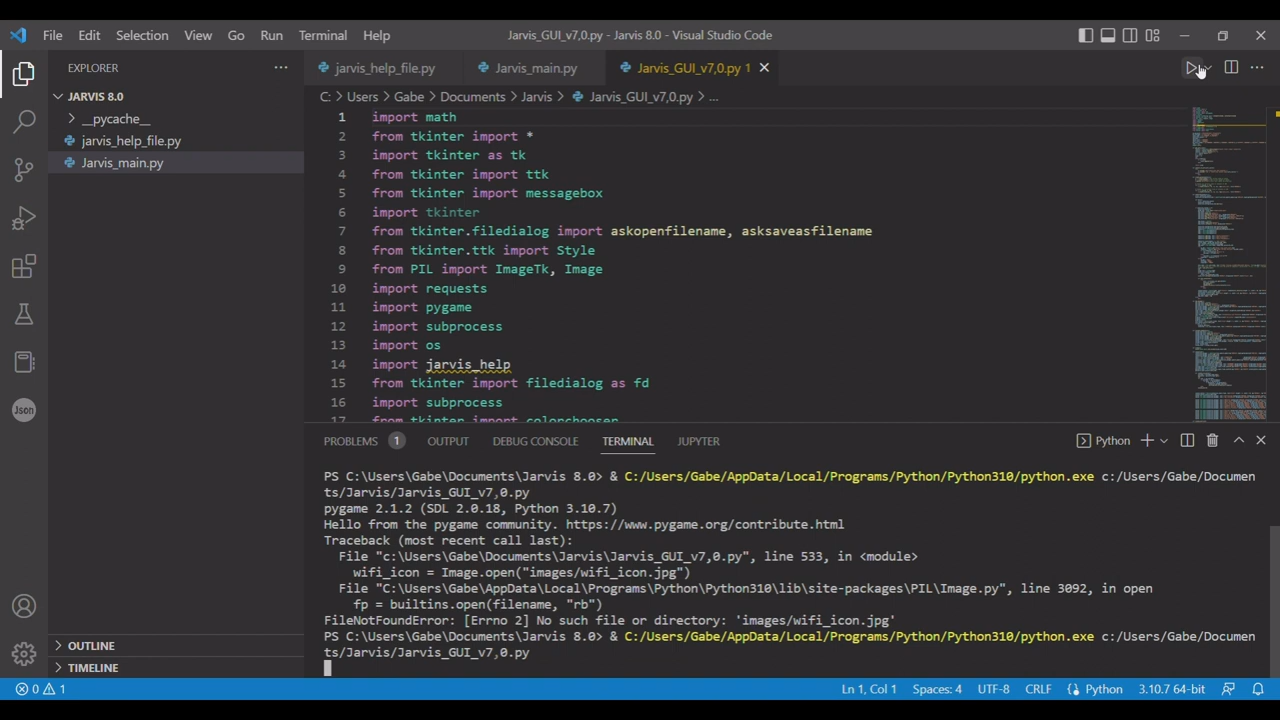 File Edit Selection View Go Run Terminal Help
Jarvis_GUI_v7,0.py - Jarvis 8.0 - Visual Studio Code
EXPLORER
JARVIS 8.0
__pycache__
jarvis_help_file.py
Jarvis_main.py
OUTLINE
TIMELINE
jarvis_help_file.py Jarvis_main.py Jarvis_GUI_v7,0.py 1
C: > Users > Gabe > Documents > Jarvis > Jarvis_GUI_v7,0.py > ...
1 import math
2 from tkinter import *
3 import tkinter as tk
4 from tkinter import ttk
5 from tkinter import messagebox
6 import tkinter
7 from tkinter.filedialog import askopenfilename, asksaveasfilename
8 from tkinter.ttk import Style
9 from PIL import ImageTk, Image
10 import requests
11 import pygame
12 import subprocess
13 import os
14 import jarvis_help
15 from tkinter import filedialog as fd
16 import subprocess
17 from tkinter import colorchooser
PROBLEMS 1 OUTPUT DEBUG CONSOLE TERMINAL JUPYTER
Python
PS C:\Users\Gabe\Documents\Jarvis 8.0> & C:/Users/Gabe/AppData/Local/Programs/Python/Python310/python.exe c:/Users/Gabe/Documen
ts/Jarvis/Jarvis_GUI_v7,0.py
pygame 2.1.2 (SDL 2.0.18, Python 3.10.7)
Hello from the pygame community. https://www.pygame.org/contribute.html
Traceback (most recent call last):
File "c:\Users\Gabe\Documents\Jarvis\Jarvis_GUI_v7,0.py", line 533, in <module>
wifi_icon = Image.open("images/wifi_icon.jpg")
File "C:\Users\Gabe\AppData\Local\Programs\Python\Python310\lib\site-packages\PIL\Image.py", line 3092, in open
fp = builtins.open(filename, "rb")
FileNotFoundError: [Errno 2] No such file or directory: 'images/wifi_icon.jpg'
PS C:\Users\Gabe\Documents\Jarvis 8.0> & C:/Users/Gabe/AppData/Local/Programs/Python/Python310/python.exe c:/Users/Gabe/Documen
ts/Jarvis/Jarvis_GUI_v7,0.py
Json
0 1
Ln 1, Col 1 Spaces: 4 UTF-8 CRLF Python 3.10.7 64-bit